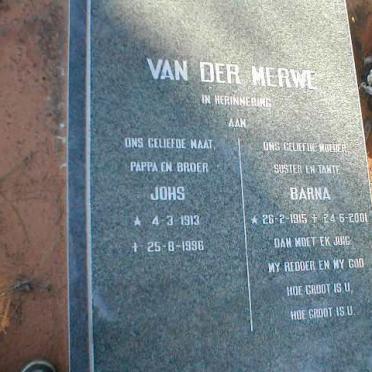 VAN DER MERWE
IN HERINNERING
AAN
ONS GELIEFDE MAAT,
PAPPA EN BROER
JOHS
★ 4-3-1913
✝ 25-8-1996
ONS GELIEFDE MOEDER,
SUSTER EN TANTE
BARNA
★ 26-2-1915 ✝ 24-6-2001
DAN MOET EK JUIG
MY REDDER EN MY GOD
HOE GROOT IS U,
HOE GROOT IS U.